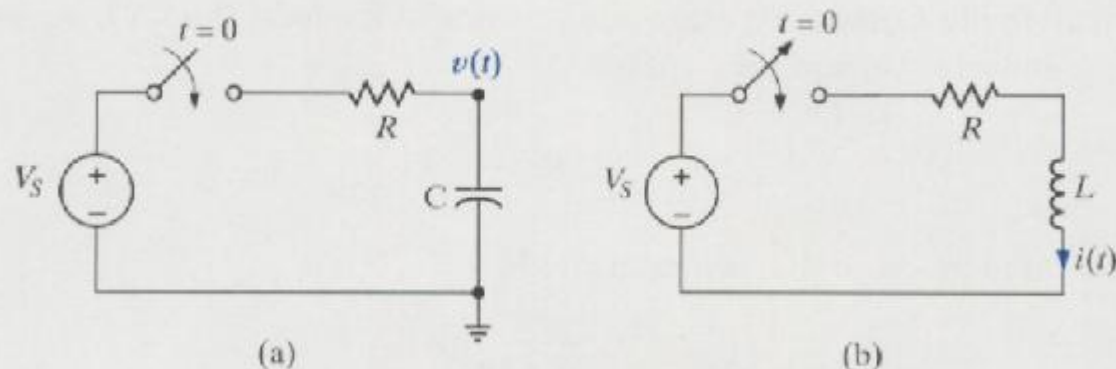 t = 0
v(t)
R
V_S
+
−
C
(a)
t = 0
R
V_S
+
−
L
i(t)
(b)